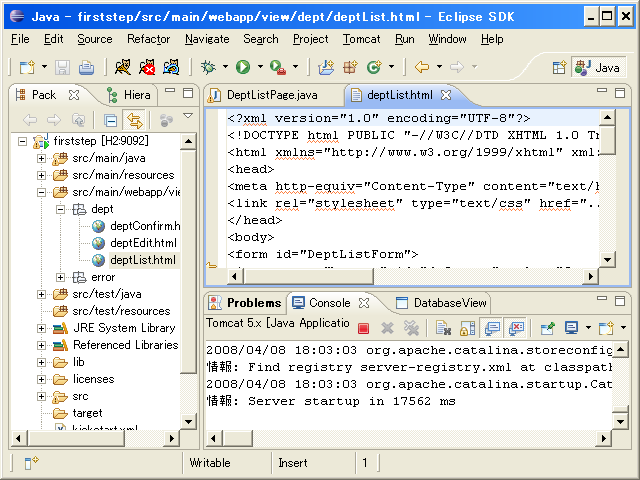 Java - firststep/src/main/webapp/view/dept/deptList.html - Eclipse SDK
File Edit Source Refactor Navigate Search Project Tomcat Run Window Help
Java
Pack Hiera
firststep [H2:9092]
src/main/java
src/main/resources
src/main/webapp/vie
dept
deptConfirm.h
deptEdit.html
deptList.html
error
src/test/java
src/test/resources
JRE System Library
Referenced Libraries
lib
licenses
src
target
kickstart.xml
DeptListPage.java deptList.html
<?xml version="1.0" encoding="UTF-8"?>
<!DOCTYPE html PUBLIC "-//W3C//DTD XHTML 1.0 Tr
<html xmlns="http://www.w3.org/1999/xhtml" xml:
<head>
<meta http-equiv="Content-Type" content="text/h
<link rel="stylesheet" type="text/css" href="..
</head>
<body>
<form id="DeptListForm">
Problems Console DatabaseView
Tomcat 5.x [Java Applicatio
2008/04/08 18:03:03 org.apache.catalina.storeconfig
情報: Find registry server-registry.xml at classpath
2008/04/08 18:03:03 org.apache.catalina.startup.Cat
情報: Server startup in 17562 ms
Writable Insert 1